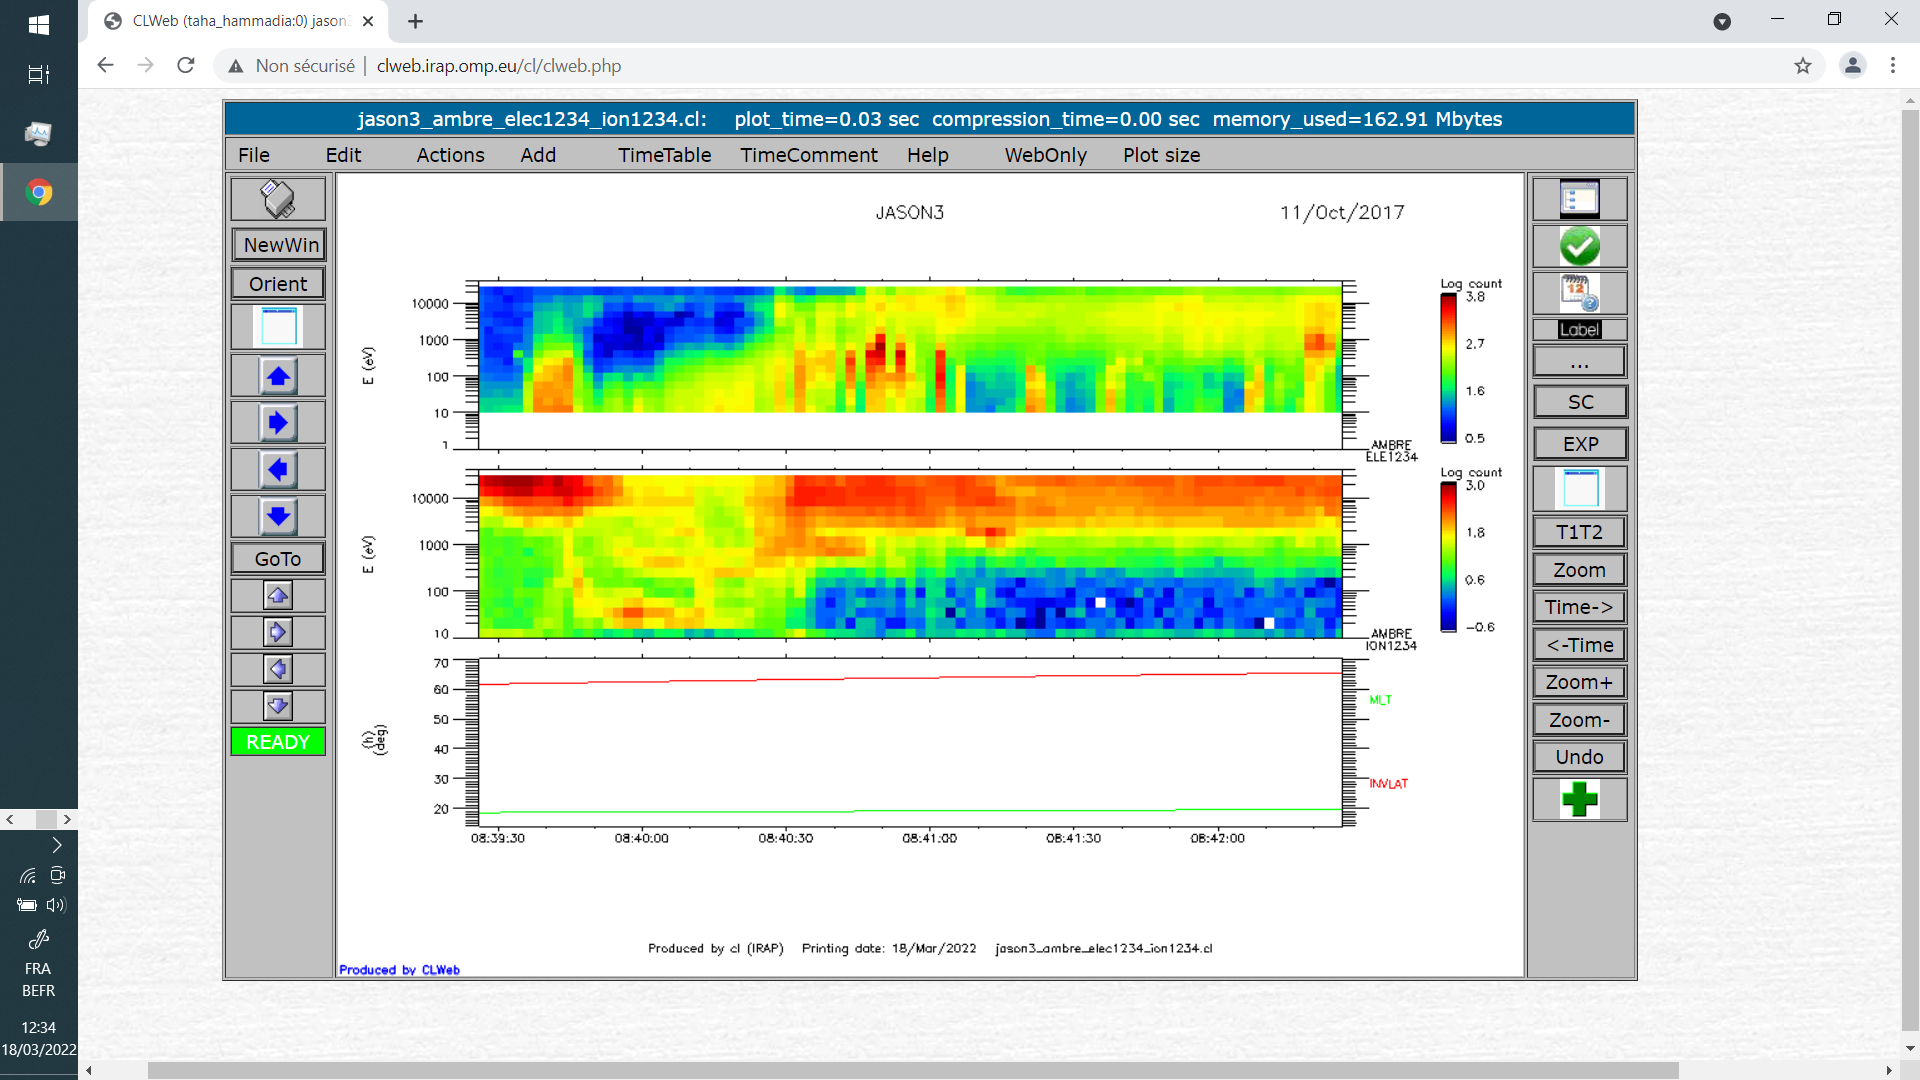 CLWeb (taha_hammadia:0) jason3
Non sécurisé | clweb.irap.omp.eu/cl/clweb.php
jason3_ambre_elec1234_ion1234.cl: plot_time=0.03 sec compression_time=0.00 sec memory_used=162.91 Mbytes
File Edit Actions Add TimeTable TimeComment Help WebOnly Plot size
NewWin
Orient
GoTo
READY
JASON3
11/Oct/2017
10000
1000
100
10
1
E (eV)
Log count
3.8
2.7
1.6
0.5
AMBRE
ELE1234
10000
1000
100
10
E (eV)
Log count
3.0
1.8
0.6
-0.6
AMBRE
ION1234
70
60
50
40
30
20
(h)
(deg)
MLT
INVLAT
08:39:30 08:40:00 08:40:30 08:41:00 08:41:30 08:42:00
Produced by cl (IRAP) Printing date: 18/Mar/2022 jason3_ambre_elec1234_ion1234.cl
Produced by CLWeb
12
Label
...
SC
EXP
T1T2
Zoom
Time->
<-Time
Zoom+
Zoom-
Undo
FRA
BEFR
12:34
18/03/2022